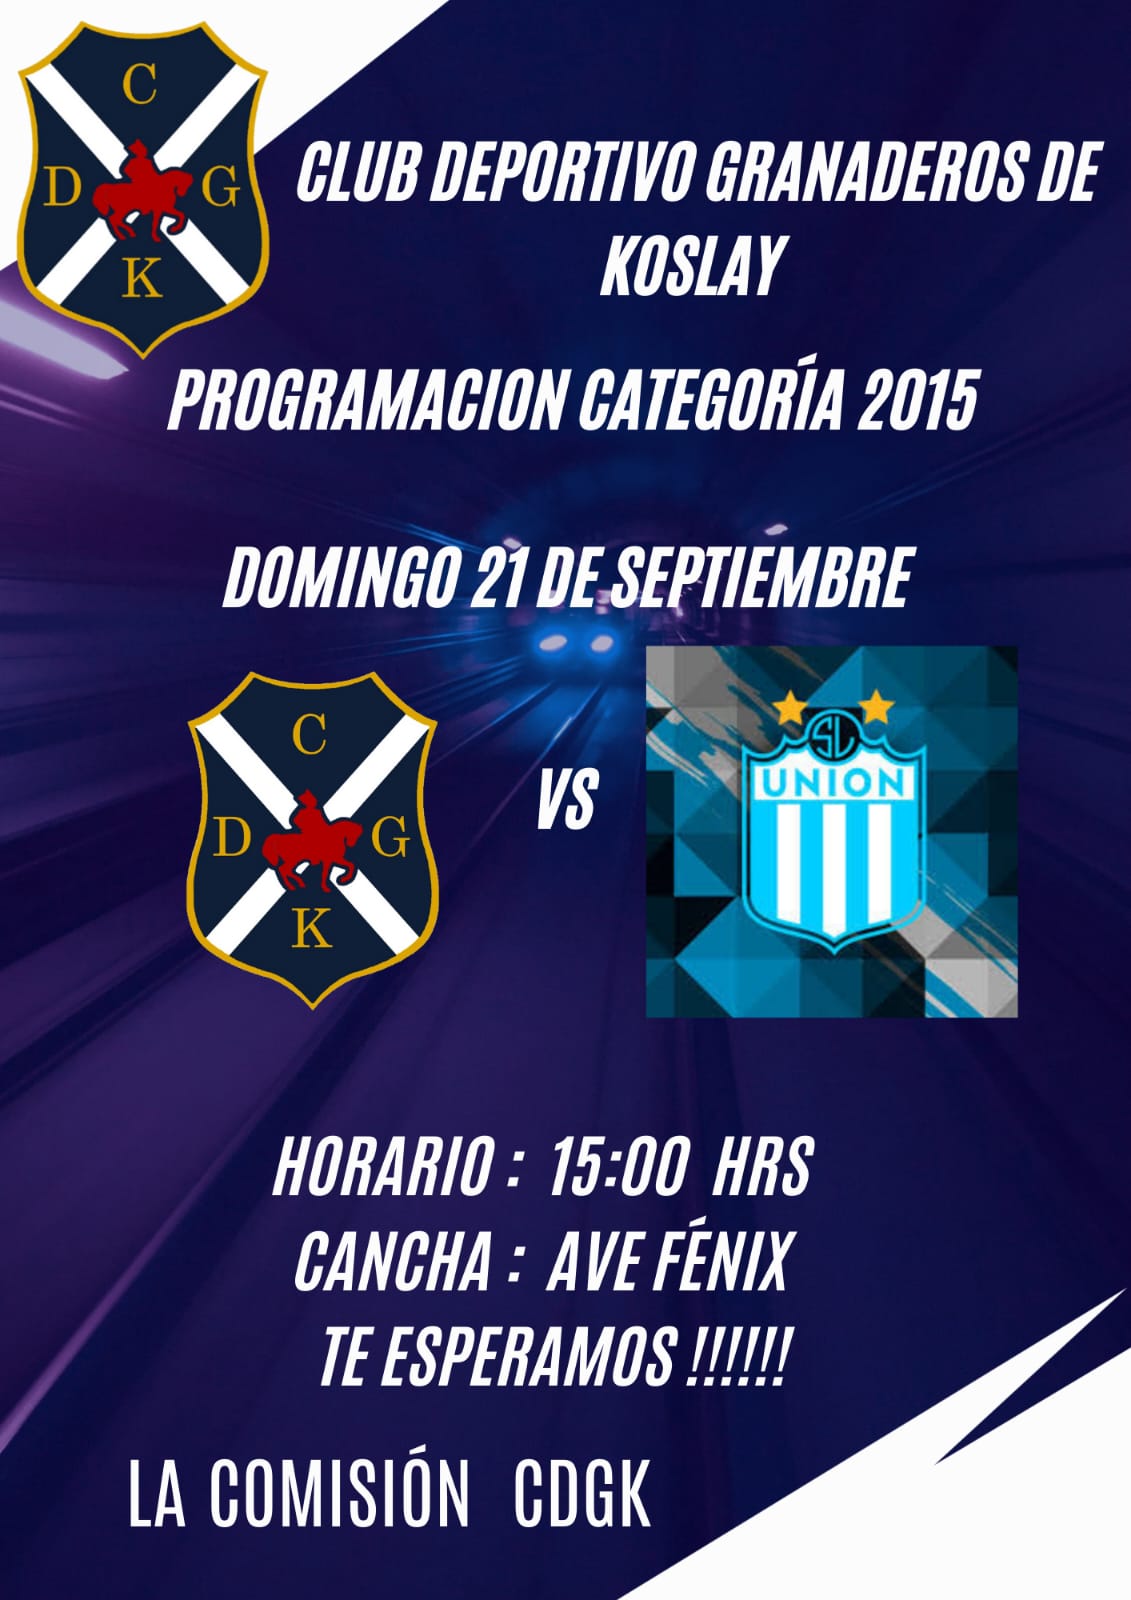 C
D G
K
CLUB DEPORTIVO GRANADEROS DE
KOSLAY
PROGRAMACION CATEGORÍA 2015
DOMINGO 21 DE SEPTIEMBRE
C
D G
K
VS
SL
UNION
HORARIO : 15:00 HRS
CANCHA : AVE FÉNIX
TE ESPERAMOS !!!!!!
LA COMISIÓN CDGK